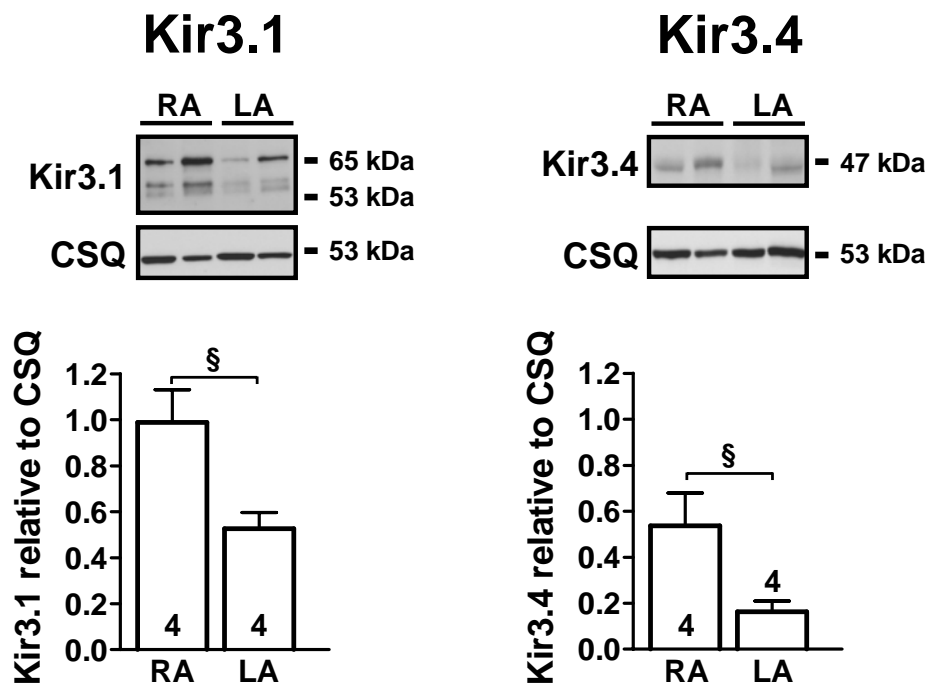 Kir3.1
RA LA
Kir3.1
65 kDa
53 kDa
CSQ
53 kDa
Kir3.1 relative to CSQ
1.2
1.0
0.8
0.6
0.4
0.2
0.0
§
4
4
RA LA
Kir3.4
RA LA
Kir3.4
47 kDa
CSQ
53 kDa
Kir3.4 relative to CSQ
1.2
1.0
0.8
0.6
0.4
0.2
0.0
§
4
4
RA LA